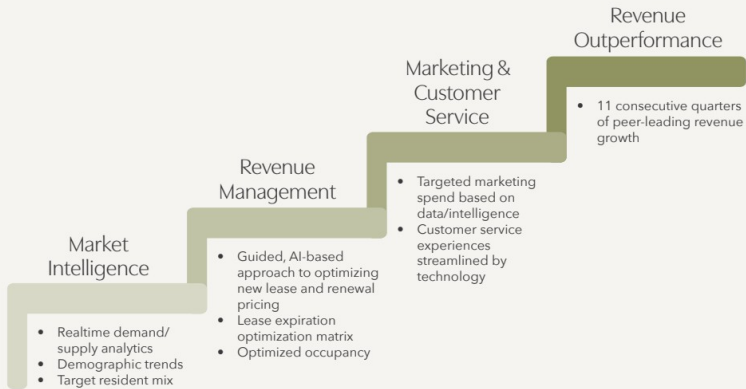 Market
Intelligence
• Realtime demand/
supply analytics
• Demographic trends
• Target resident mix
Revenue
Management
• Guided, AI-based
approach to optimizing
new lease and renewal
pricing
• Lease expiration
optimization matrix
• Optimized occupancy
Marketing &
Customer
Service
• Targeted marketing
spend based on
data/intelligence
• Customer service
experiences
streamlined by
technology
Revenue
Outperformance
• 11 consecutive quarters
of peer-leading revenue
growth